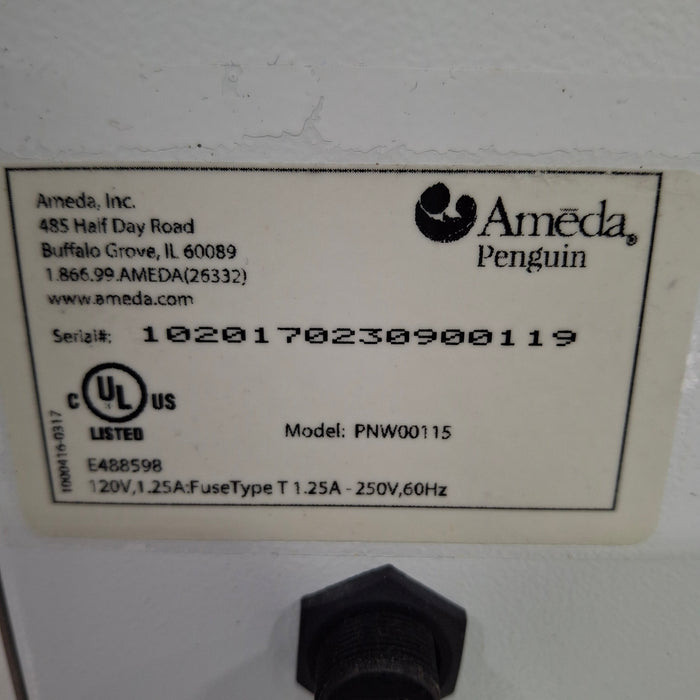 Ameda, Inc.
485 Half Day Road
Buffalo Grove, IL 60089
1.866.99.AMEDA(26332)
www.ameda.com
Amēda®
Penguin
Serial#: 1020170230900119
C UL US
LISTED
Model: PNW00115
1000416-0317
E488598
120V,1.25A:FuseType T 1.25A - 250V,60Hz